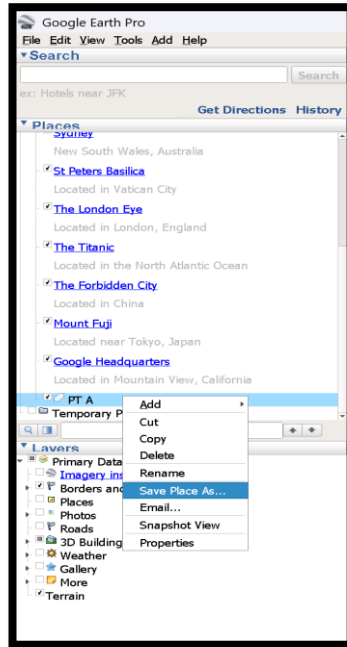 Google Earth Pro
File Edit View Tools Add Help
Search
Search
ex: Hotels near JFK
Get Directions History
Places
Sydney
New South Wales, Australia
St Peters Basilica
Located in Vatican City
The London Eye
Located in London, England
The Titanic
Located in the North Atlantic Ocean
The Forbidden City
Located in China
Mount Fuji
Located near Tokyo, Japan
Google Headquarters
Located in Mountain View, California
PT A
Temporary P
Add
Cut
Copy
Delete
Rename
Save Place As...
Email...
Snapshot View
Properties
Layers
Primary Data
Imagery ins
Borders and
Places
Photos
Roads
3D Building
Weather
Gallery
More
Terrain